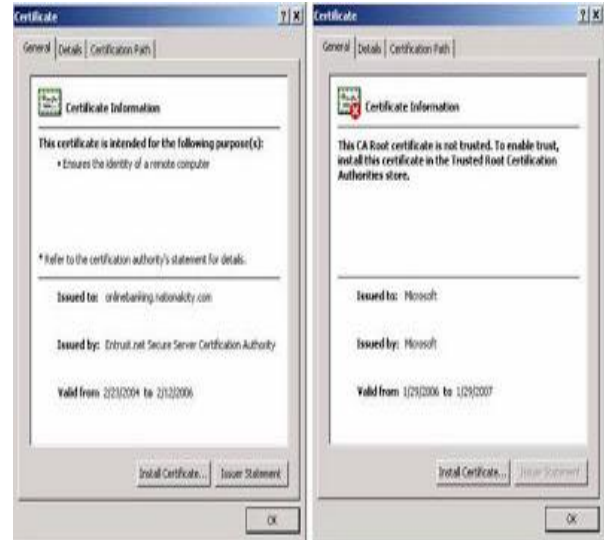 Certificate
General Details Certification Path
Certificate Information
This certificate is intended for the following purpose(s):
• Ensures the identity of a remote computer
* Refer to the certification authority's statement for details.
Issued to: onlinebanking.nationalcity.com
Issued by: Entrust.net Secure Server Certification Authority
Valid from 2/23/2004 to 2/12/2006
Install Certificate... Issuer Statement
OK
Certificate
General Details Certification Path
Certificate Information
This CA Root certificate is not trusted. To enable trust,
install this certificate in the Trusted Root Certification
Authorities store.
Issued to: Microsoft
Issued by: Microsoft
Valid from 1/29/2006 to 1/29/2007
Install Certificate... Issuer Statement
OK